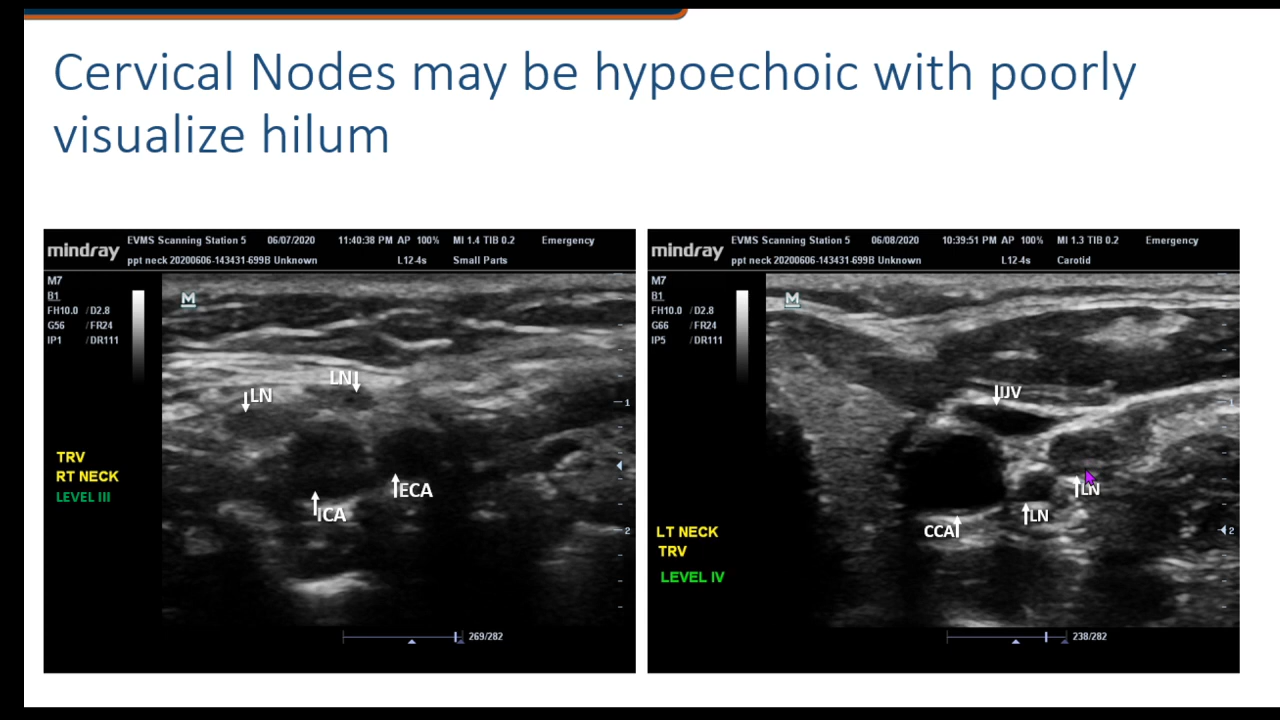 Cervical Nodes may be hypoechoic with poorly
visualize hilum
mindray EVMS Scanning Station 5 06/07/2020 11:40:38 PM AP 100% MI 1.4 TIB 0.2 Emergency
ppt neck 20200606-143431-699B Unknown L12-4s Small Parts
M7
B1
FH10.0 /D2.8
G56 /FR24
IP1 /DR111
M
LN
LN
1
TRV
RT NECK
LEVEL III
ECA
ICA
2
269/282
mindray EVMS Scanning Station 5 06/08/2020 10:39:51 PM AP 100% MI 1.3 TIB 0.2 Emergency
ppt neck 20200606-143431-699B Unknown L12-4s Carotid
M7
B1
FH10.0 /D2.8
G66 /FR24
IP5 /DR111
M
IJV
1
LN
LN
CCA
2
LT NECK
TRV
LEVEL IV
238/282